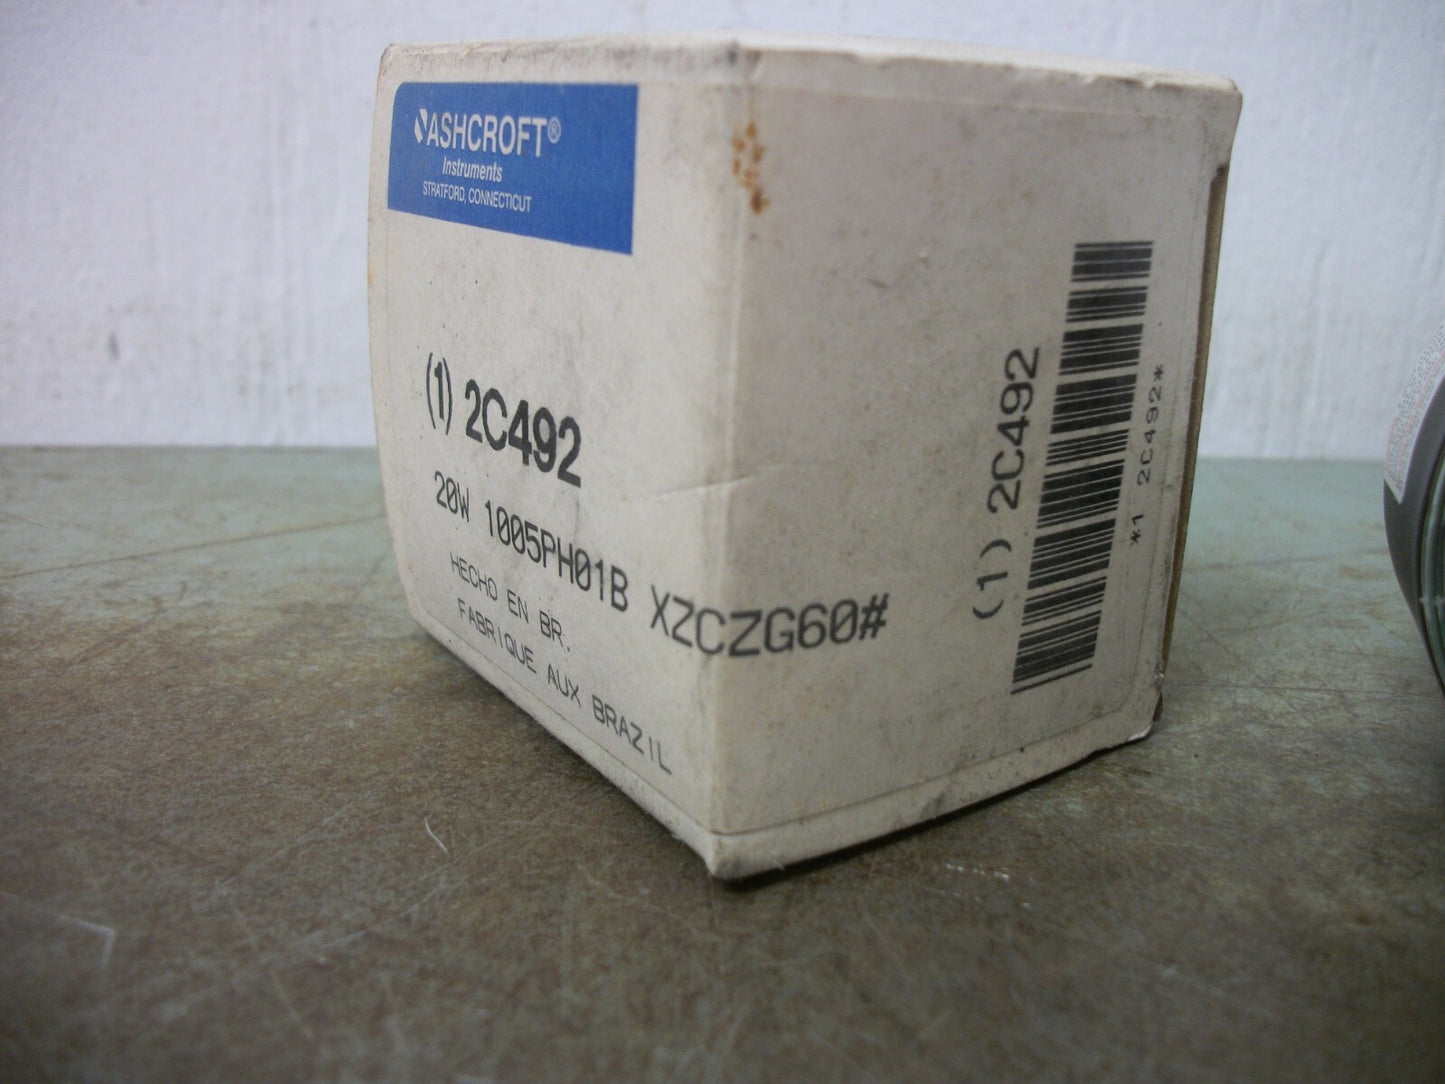 ASHCROFT®
Instruments
STRATFORD, CONNECTICUT
(1) 2C492
20W 1005PH01B XZCZG60#
HECHO EN BR.
FABRIQUE AUX BRAZIL
(1) 2C492
*1 2C492*